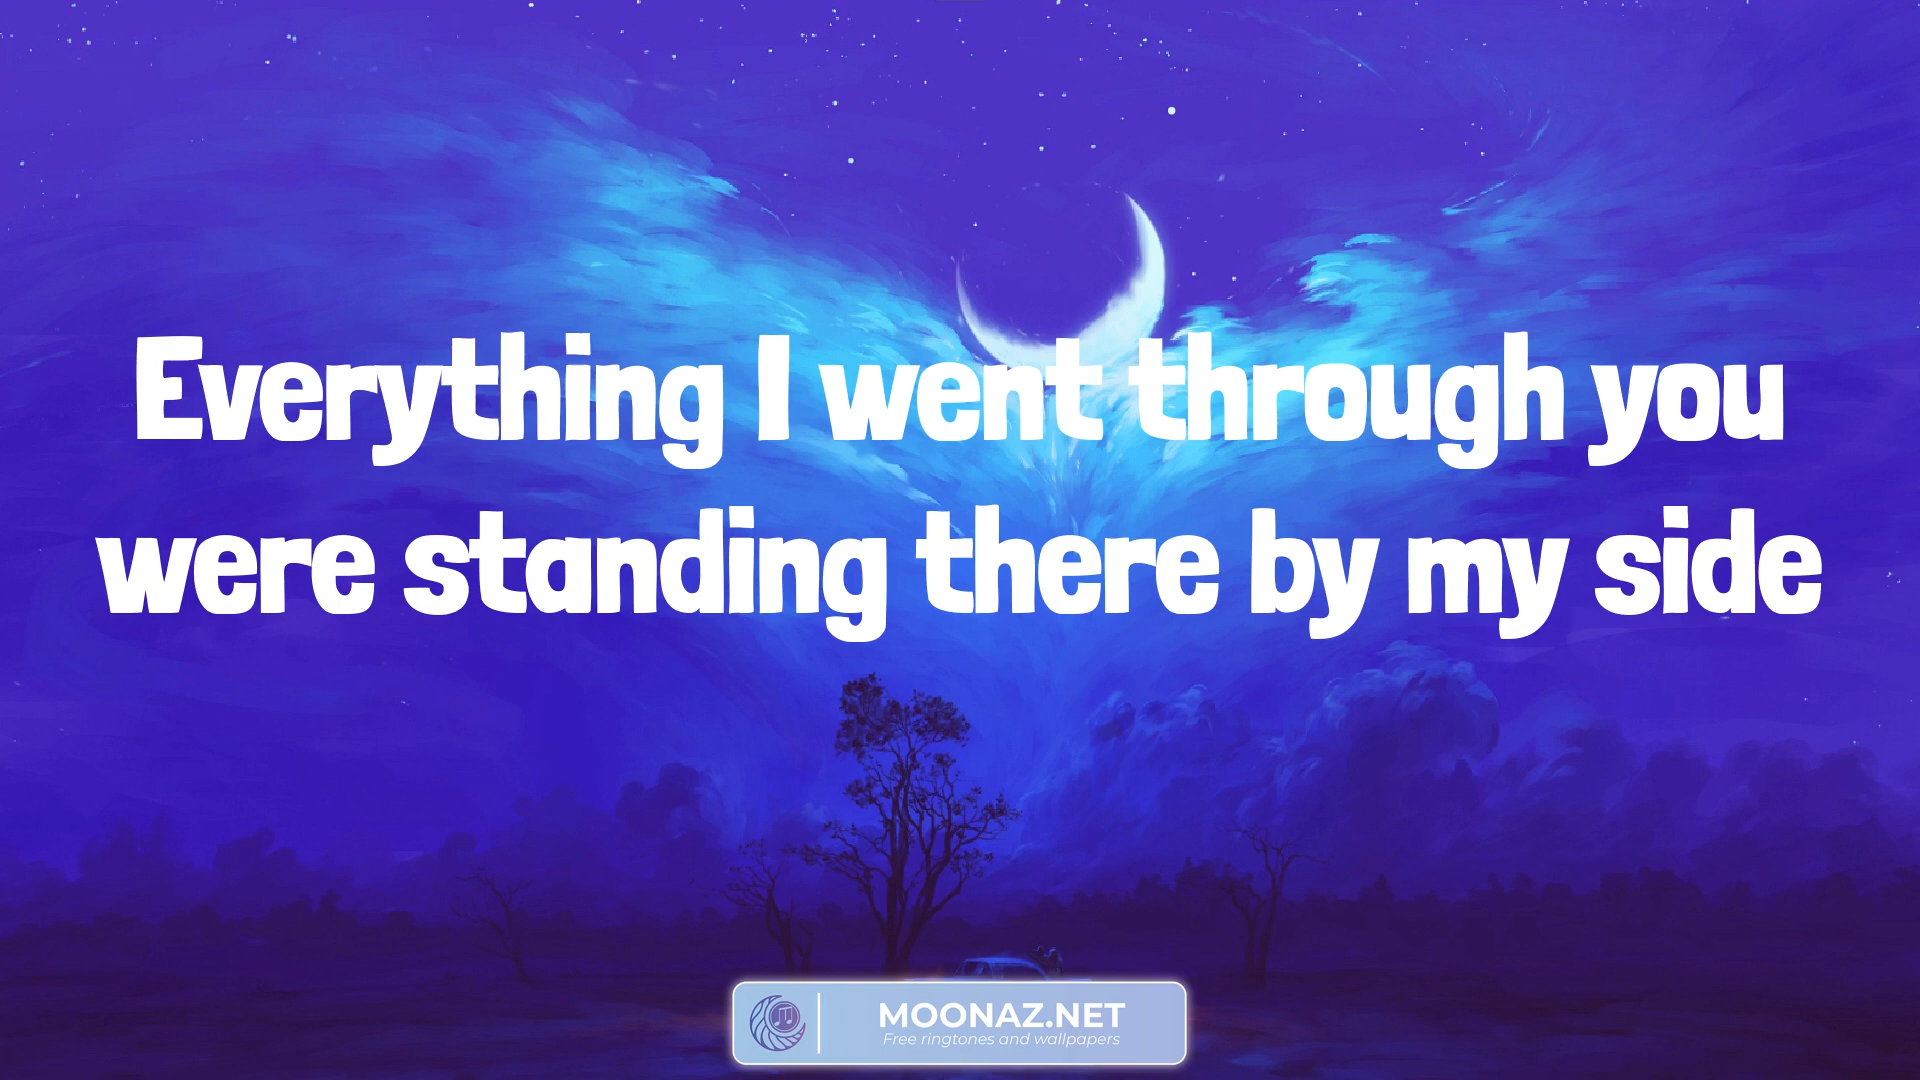 Everything I went through you
were standing there by my side
MOONAZ.NET
Free ringtones and wallpapers